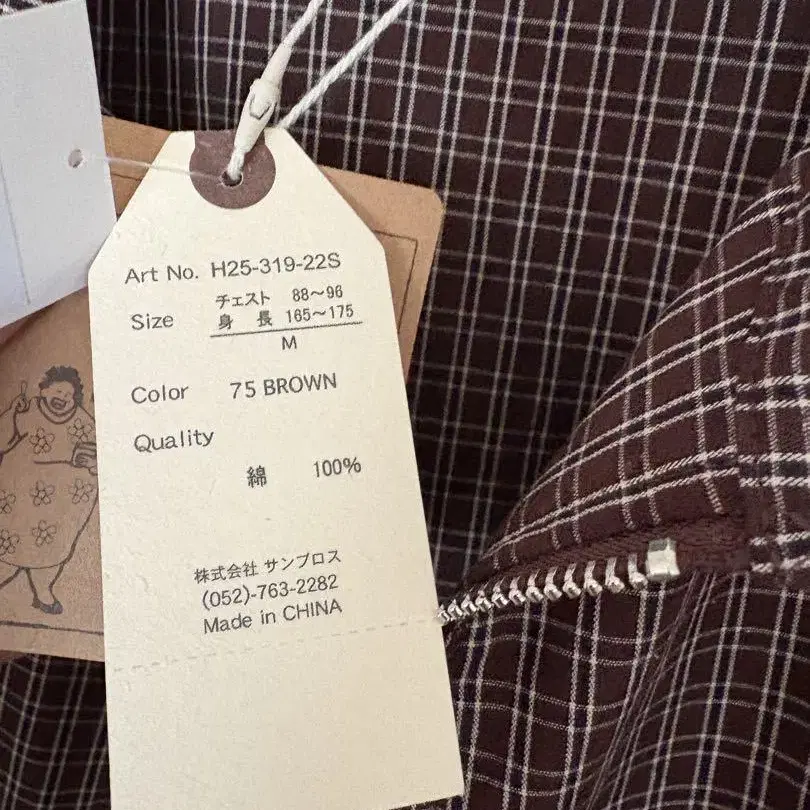 Art No. H25-319-22S
Size チェスト 88～96
身 長 165～175
M
Color 75 BROWN
Quality
綿 100%
株式会社 サンブロス
(052)-763-2282
Made in CHINA